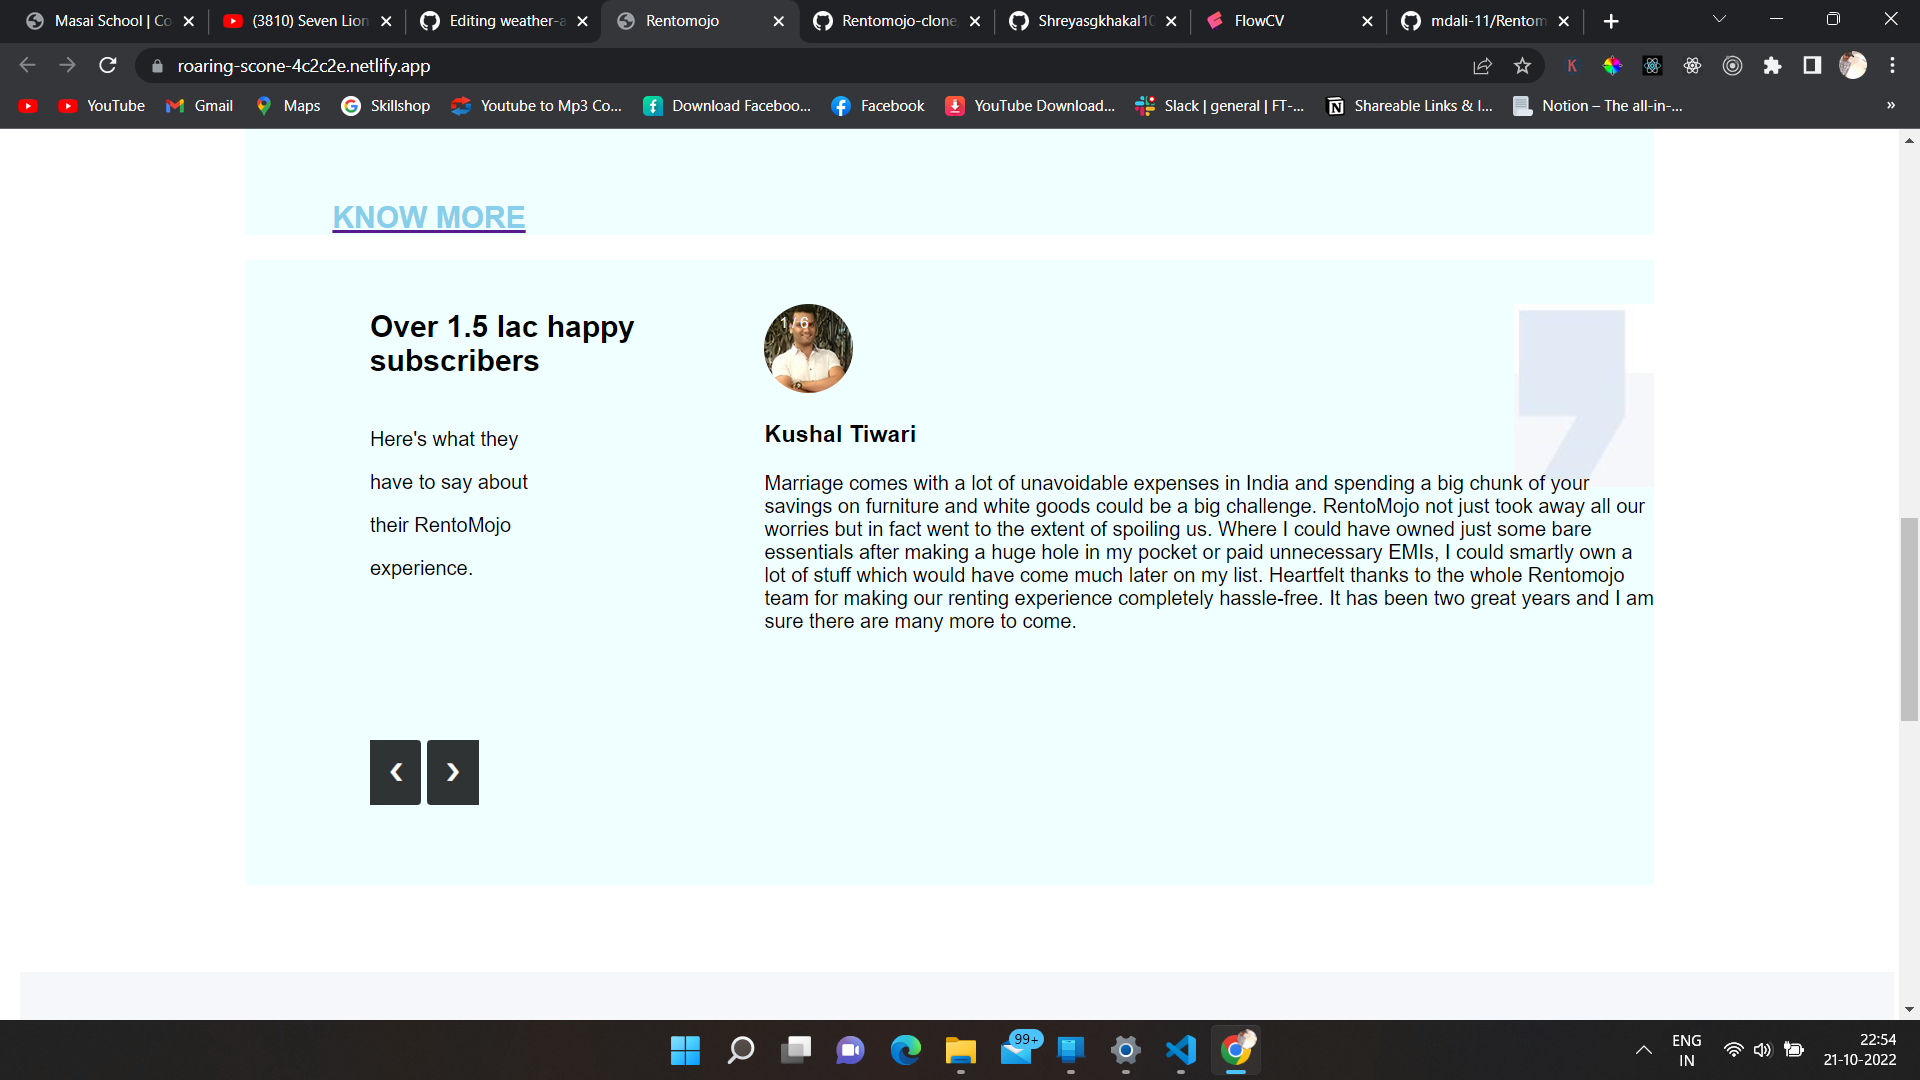 Masai School | Co
(3810) Seven Lion
Editing weather-a
Rentomojo
Rentomojo-clone
Shreyasgkhakal10
FlowCV
mdali-11/Rentom
roaring-scone-4c2c2e.netlify.app
K
YouTube
Gmail
Maps
Skillshop
Youtube to Mp3 Co...
Download Faceboo...
Facebook
YouTube Download...
Slack | general | FT-...
Shareable Links & I...
Notion – The all-in-...
»
KNOW MORE
Over 1.5 lac happy
subscribers
Here's what they
have to say about
their RentoMojo
experience.
1 / 6
Kushal Tiwari
Marriage comes with a lot of unavoidable expenses in India and spending a big chunk of your
savings on furniture and white goods could be a big challenge. RentoMojo not just took away all our
worries but in fact went to the extent of spoiling us. Where I could have owned just some bare
essentials after making a huge hole in my pocket or paid unnecessary EMIs, I could smartly own a
lot of stuff which would have come much later on my list. Heartfelt thanks to the whole Rentomojo
team for making our renting experience completely hassle-free. It has been two great years and I am
sure there are many more to come.
❮ ❯
99+
ENG
IN
22:54
21-10-2022